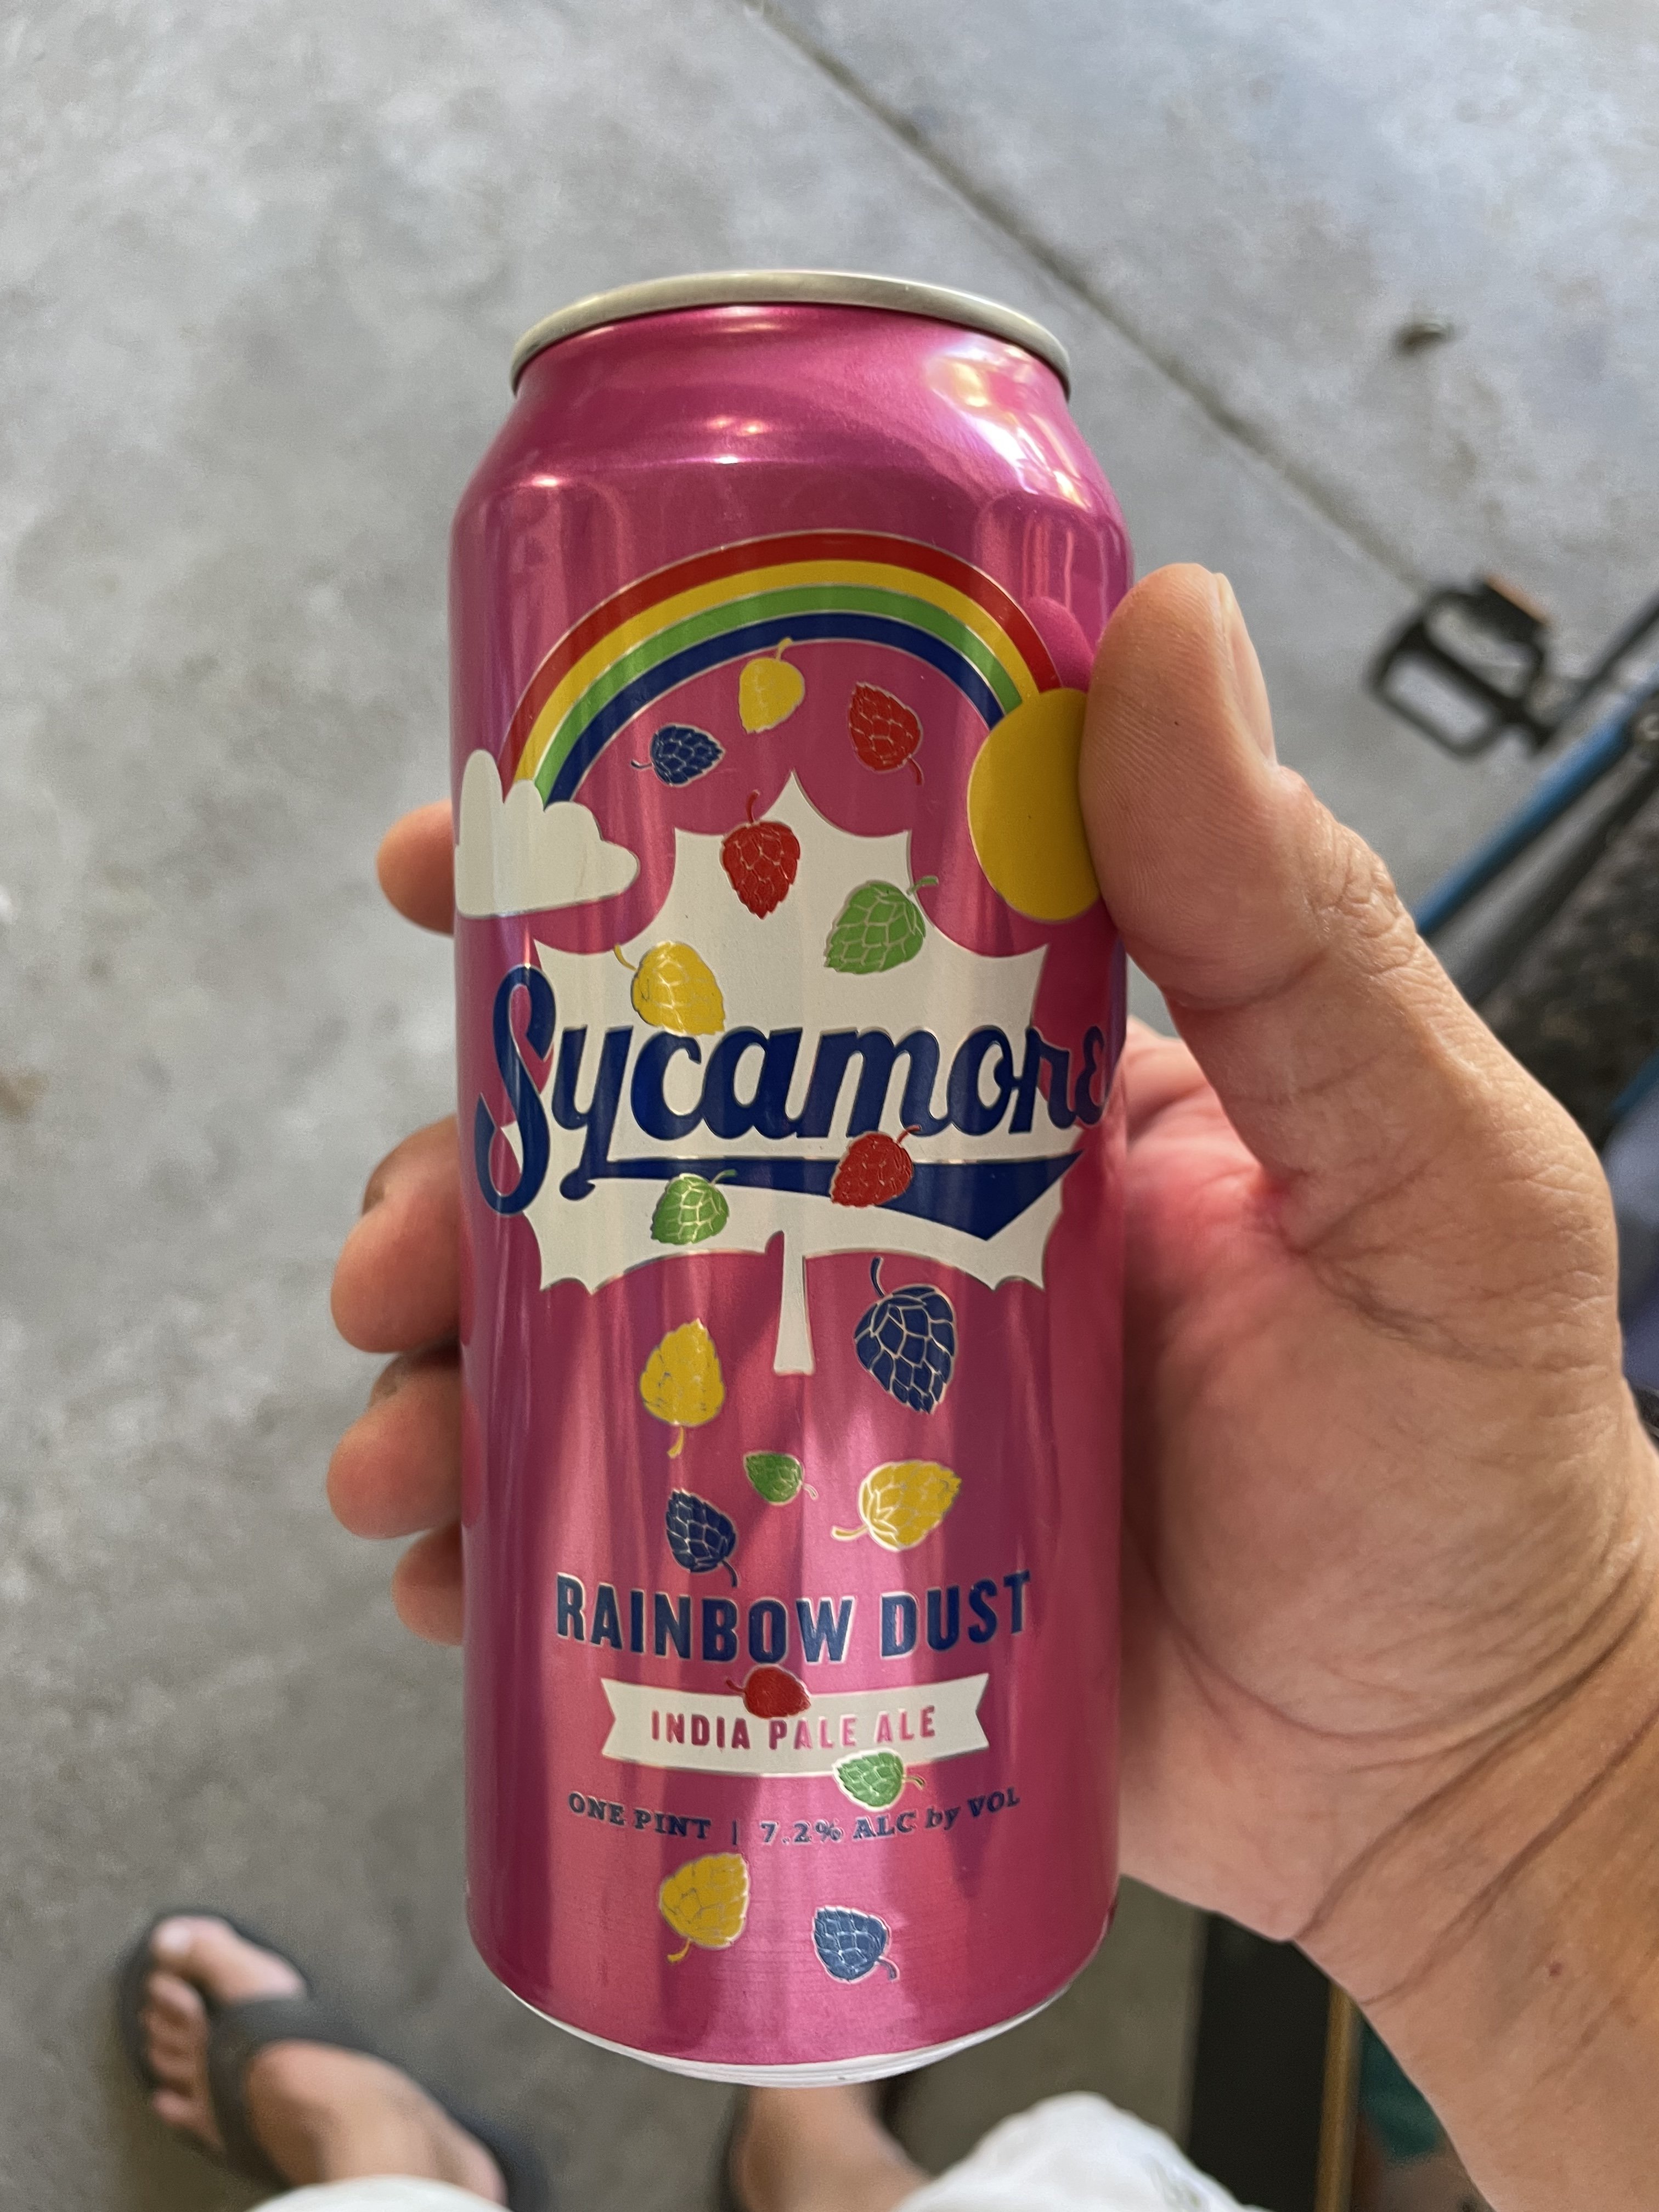 Sycamore
RAINBOW DUST
INDIA PALE ALE
ONE PINT | 7.2% ALC by VOL